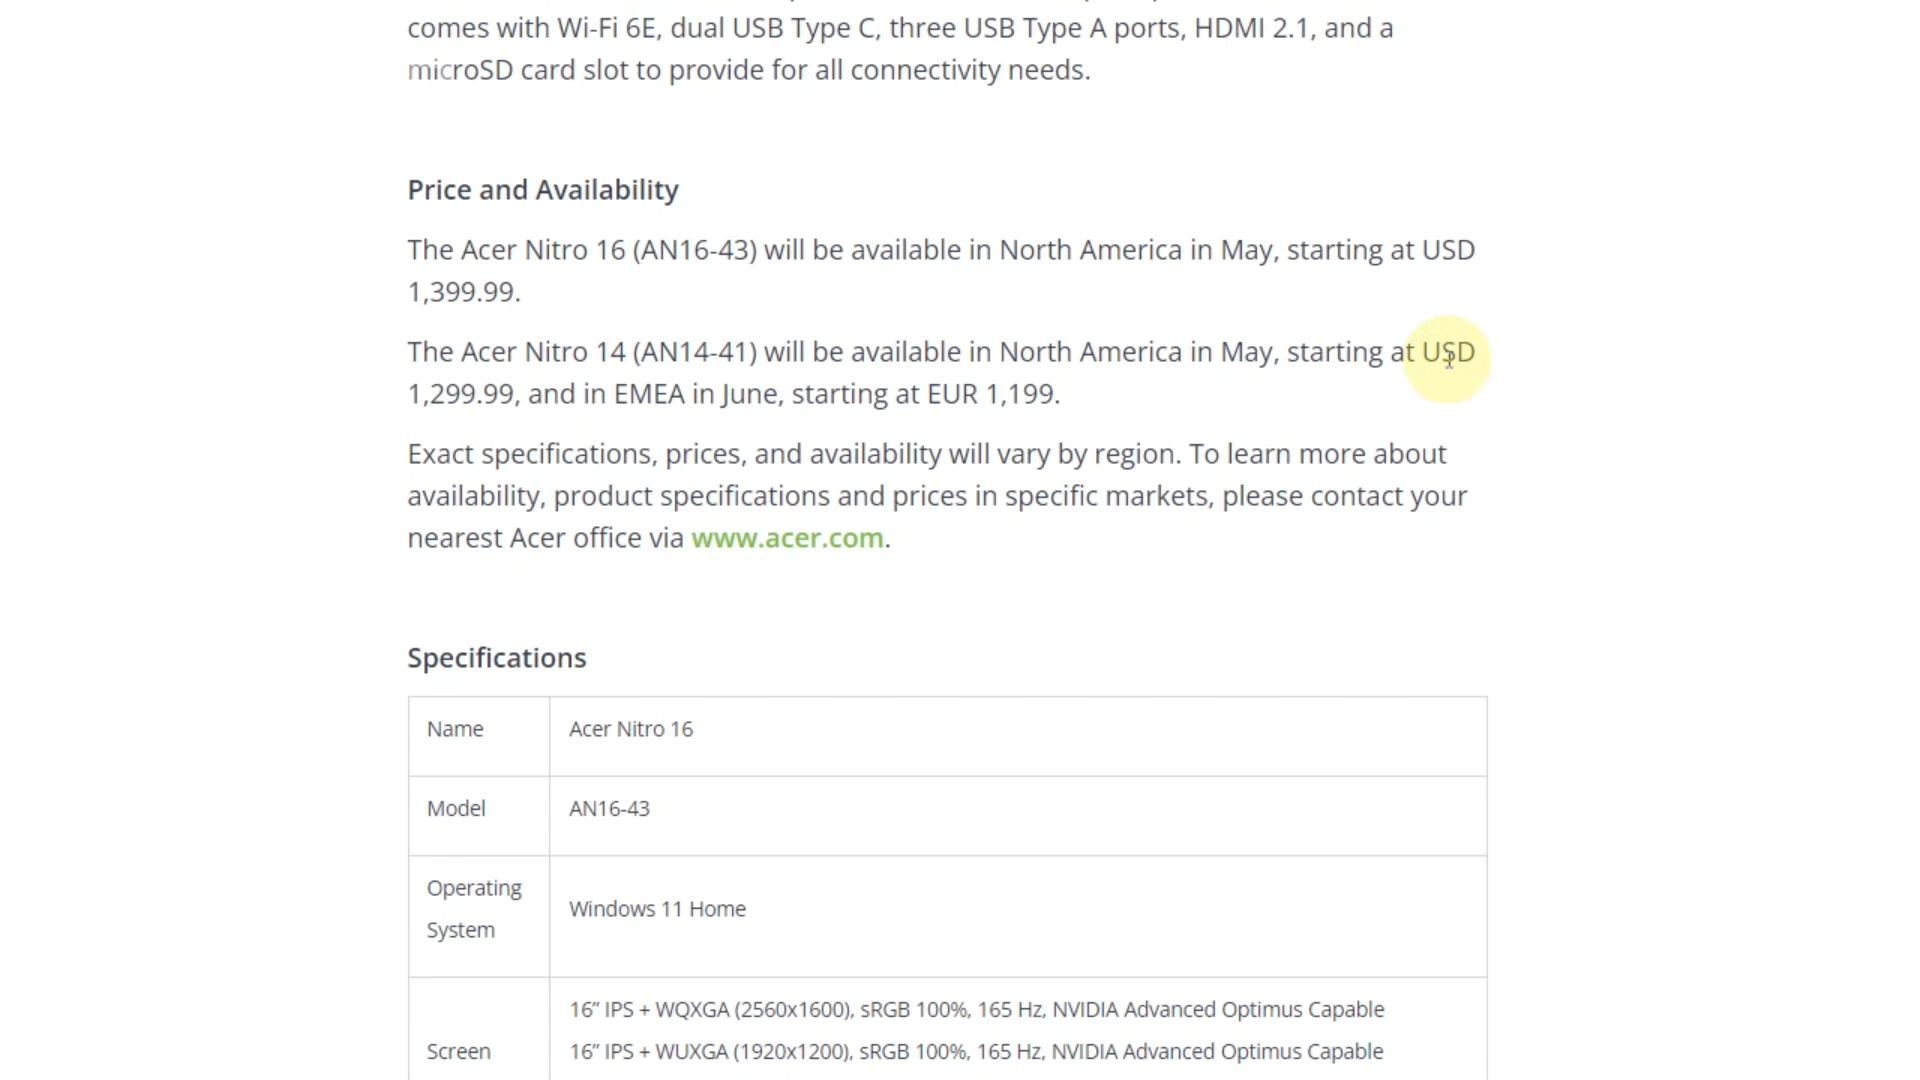 comes with Wi-Fi 6E, dual USB Type C, three USB Type A ports, HDMI 2.1, and a
microSD card slot to provide for all connectivity needs.
Price and Availability
The Acer Nitro 16 (AN16-43) will be available in North America in May, starting at USD
1,399.99.
The Acer Nitro 14 (AN14-41) will be available in North America in May, starting at USD
1,299.99, and in EMEA in June, starting at EUR 1,199.
Exact specifications, prices, and availability will vary by region. To learn more about
availability, product specifications and prices in specific markets, please contact your
nearest Acer office via www.acer.com.
Specifications
Name Acer Nitro 16
Model AN16-43
Operating
System
Windows 11 Home
Screen
16” IPS + WQXGA (2560x1600), sRGB 100%, 165 Hz, NVIDIA Advanced Optimus Capable
16” IPS + WUXGA (1920x1200), sRGB 100%, 165 Hz, NVIDIA Advanced Optimus Capable